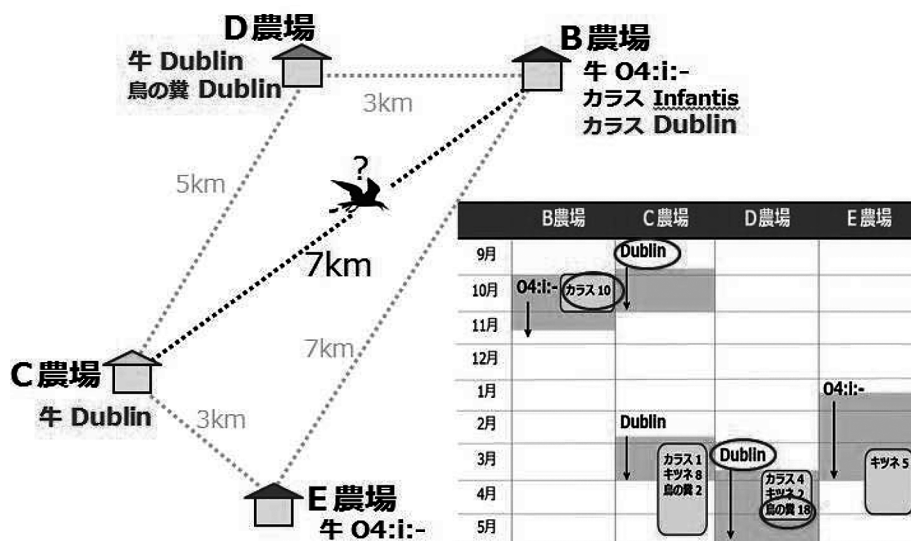 D農場
牛 Dublin
鳥の糞 Dublin
B農場
牛 O4:i:-
カラス Infantis
カラス Dublin
3km
5km
?
7km
7km
C農場
牛 Dublin
3km
E農場
牛 O4:i:-
B農場 C農場 D農場 E農場
9月 Dublin
10月 O4:i:- カラス 10
11月
12月
1月 O4:i:-
2月 Dublin
3月 カラス 1 Dublin キツネ 5
キツネ 8
鳥の糞 2
4月 カラス 4
キツネ 2
鳥の糞 18
5月